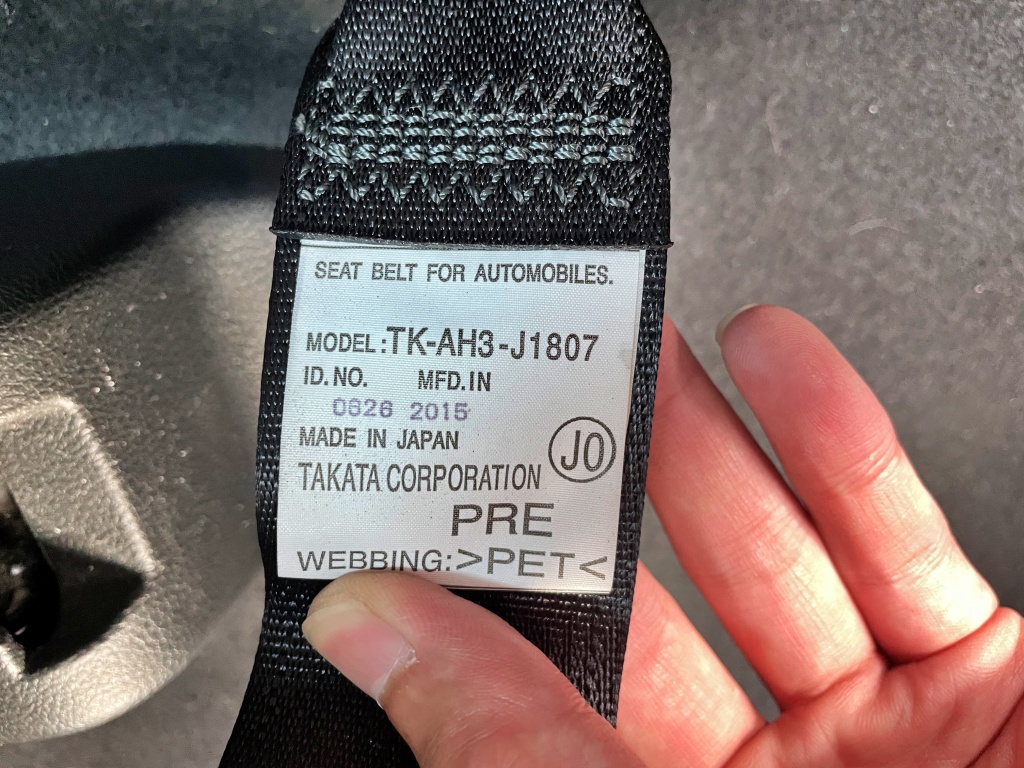 SEAT BELT FOR AUTOMOBILES.
MODEL:TK-AH3-J1807
ID.NO. MFD.IN
0626 2015
MADE IN JAPAN
TAKATA CORPORATION JO
PRE
WEBBING:>PET<